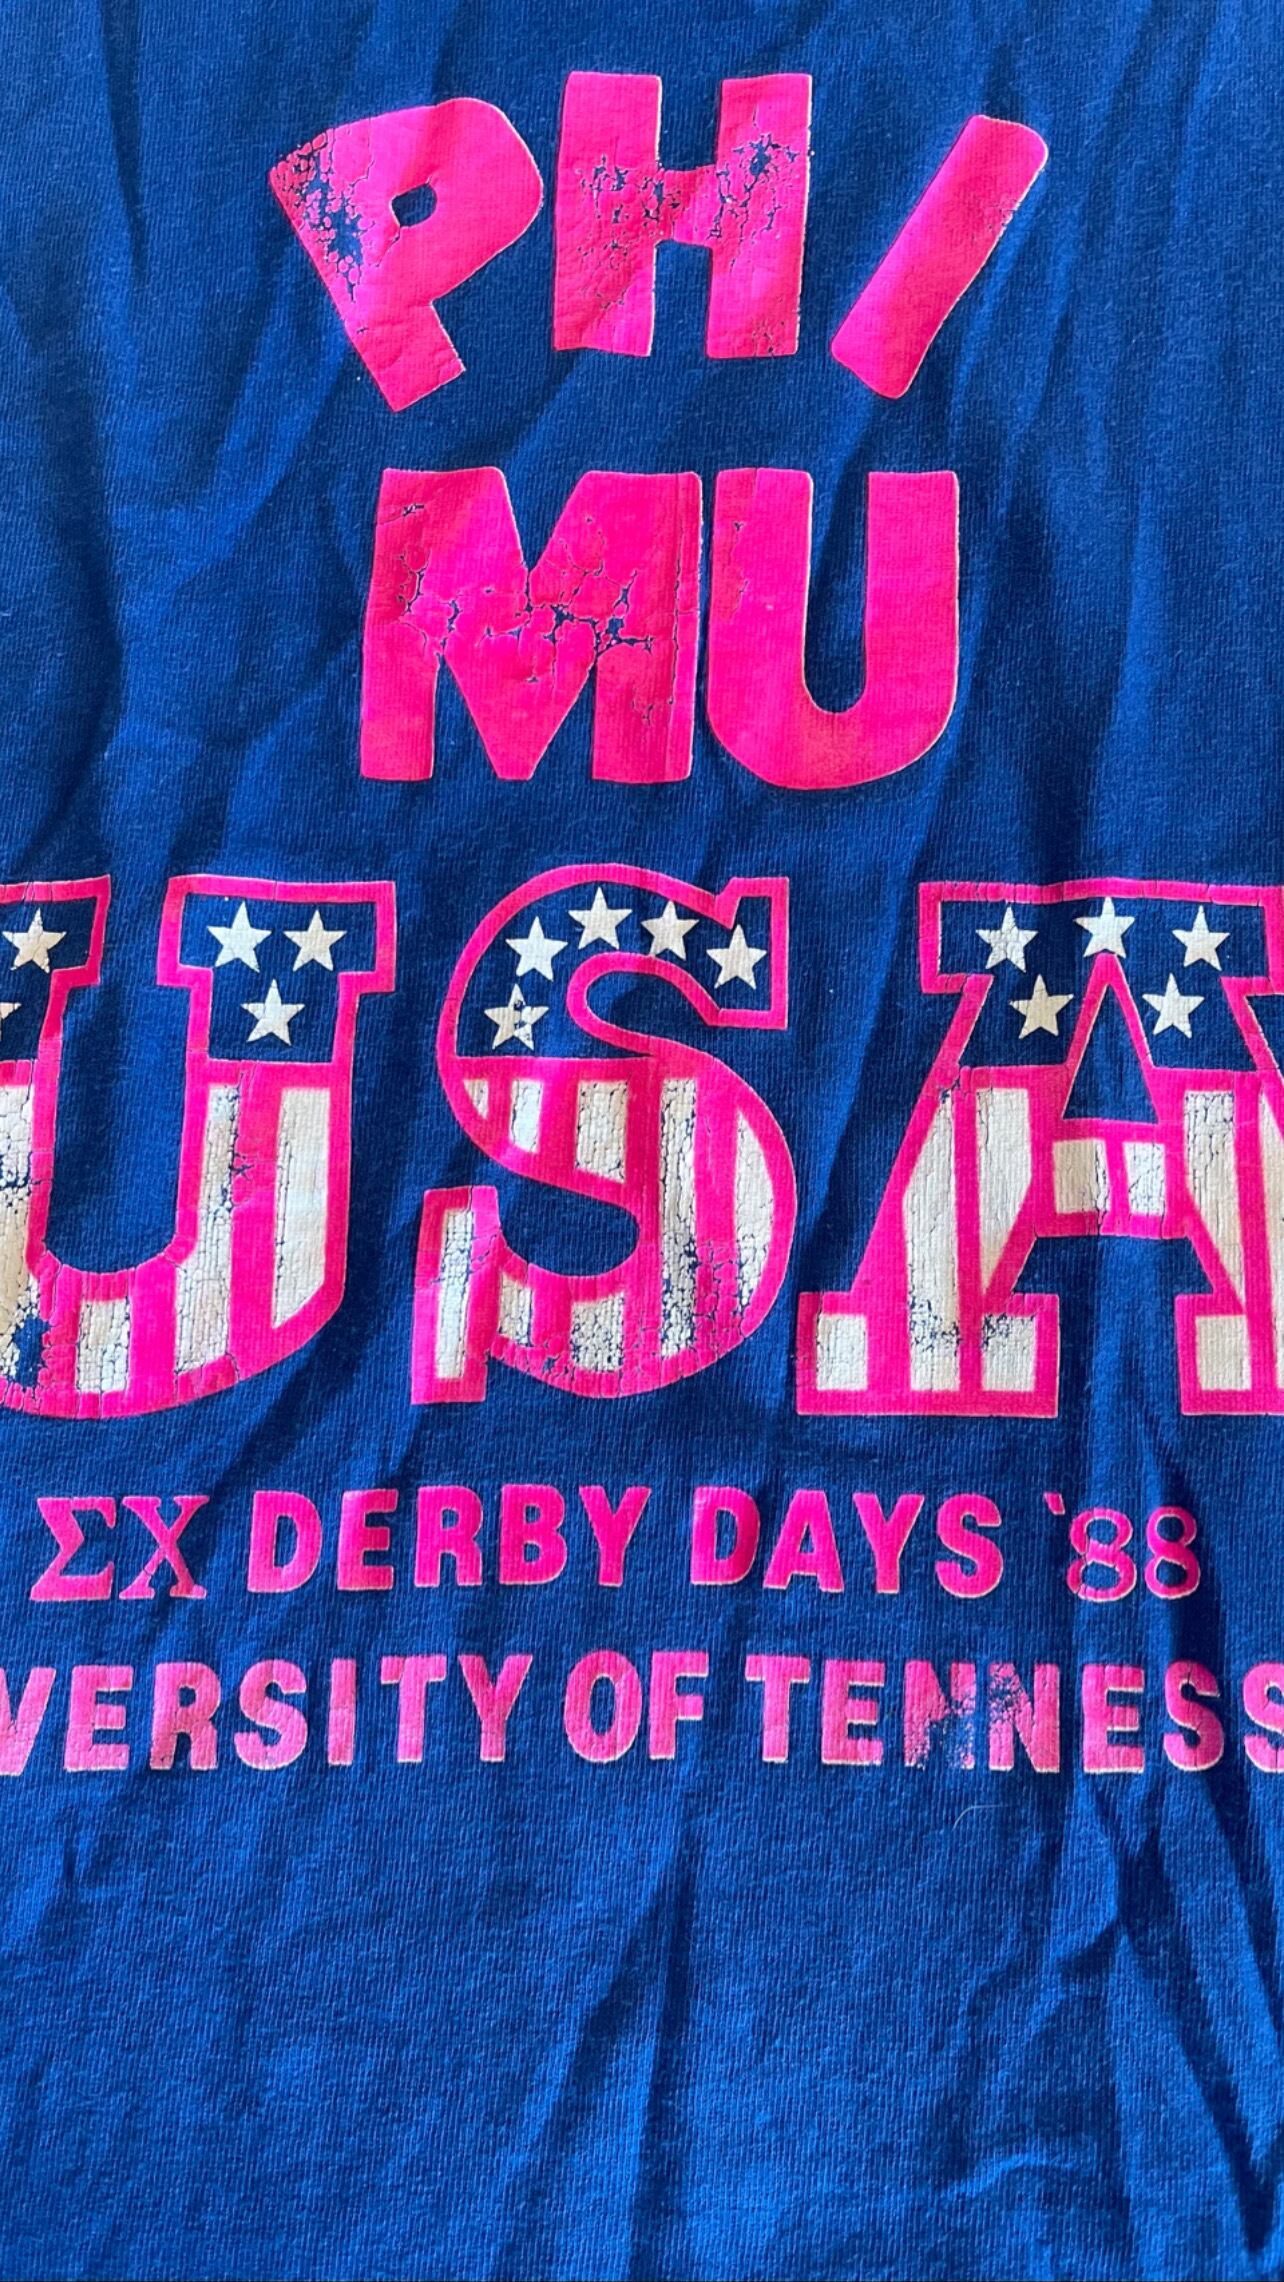 PHI
MU
USA
ΣΧ DERBY DAYS '88
VERSITY OF TENNESS